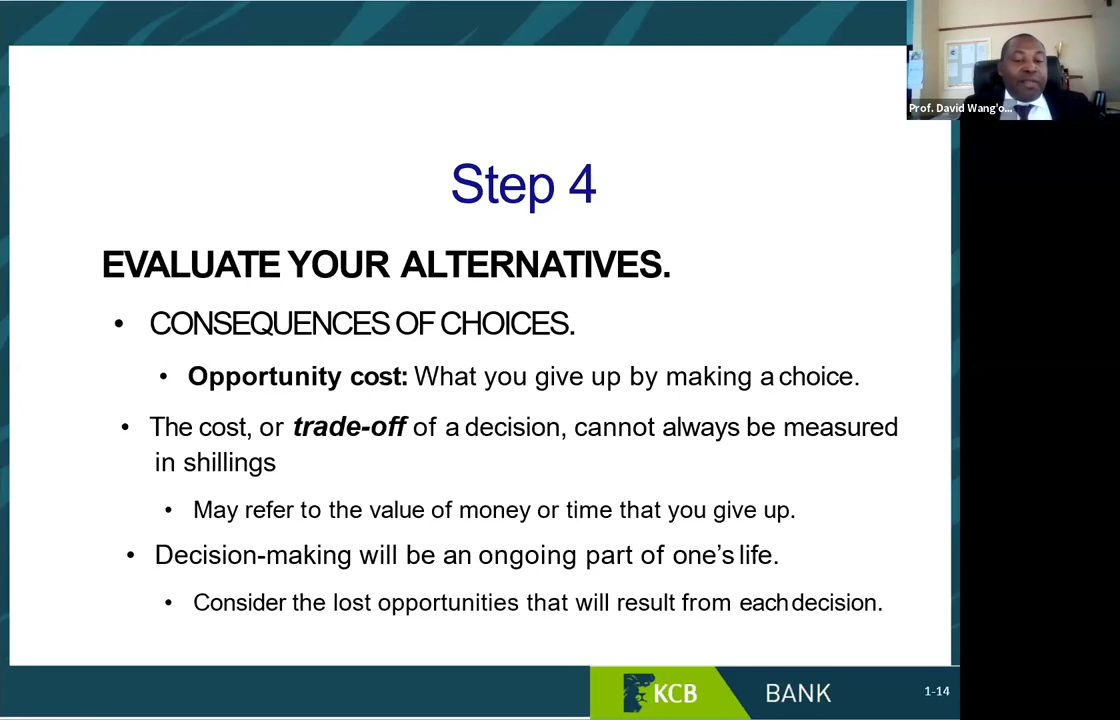 Prof. David Wang'o...
Step 4
EVALUATE YOUR ALTERNATIVES.
• CONSEQUENCES OF CHOICES.
• Opportunity cost: What you give up by making a choice.
• The cost, or trade-off of a decision, cannot always be measured
in shillings
• May refer to the value of money or time that you give up.
• Decision-making will be an ongoing part of one’s life.
• Consider the lost opportunities that will result from each decision.
KCB BANK
1-14